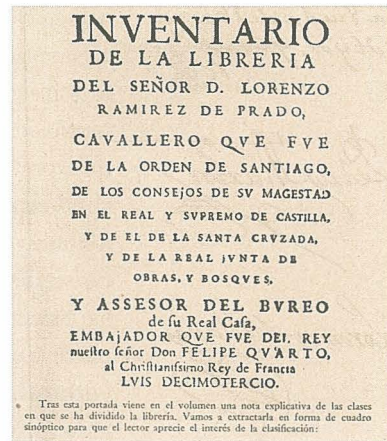 INVENTARIO
DE LA LIBRERIA
DEL SEÑOR D. LORENZO
RAMIREZ DE PRADO,
CAVALLERO QVE FVE
DE LA ORDEN DE SANTIAGO,
DE LOS CONSEJOS DE SV MAGESTAD
EN EL REAL Y SVPREMO DE CASTILLA,
Y DE EL DE LA SANTA CRVZADA,
Y DE LA REAL JVNTA DE
OBRAS, Y BOSQVES,
Y ASSESOR DEL BVREO
de su Real Casa,
EMBAJADOR QVE FVE DEL REY
nuestro señor Don FELIPE QVARTO,
al Christianissimo Rey de Francia
LVIS DECIMOTERCIO.
Tras esta portada viene en el volumen una nota explicativa de las clases
en que se ha dividido la librería. Vamos a extractarla en forma de cuadro
sinóptico para que el lector aprecie el interés de la clasificación: